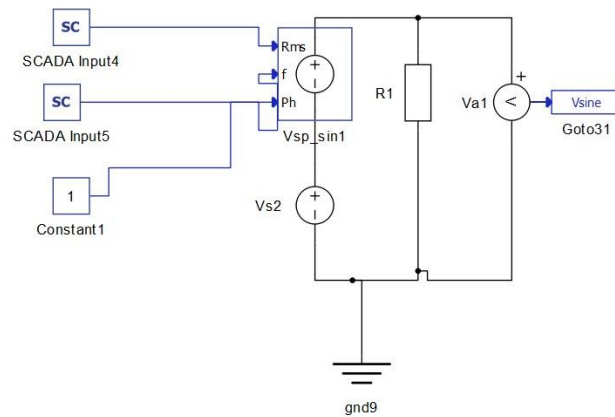 SC
SCADA Input4
Rms
f
Ph
Vsp_sin1
SC
SCADA Input5
1
Constant1
Vs2
R1
Va1
V
Vsine
Goto31
gnd9